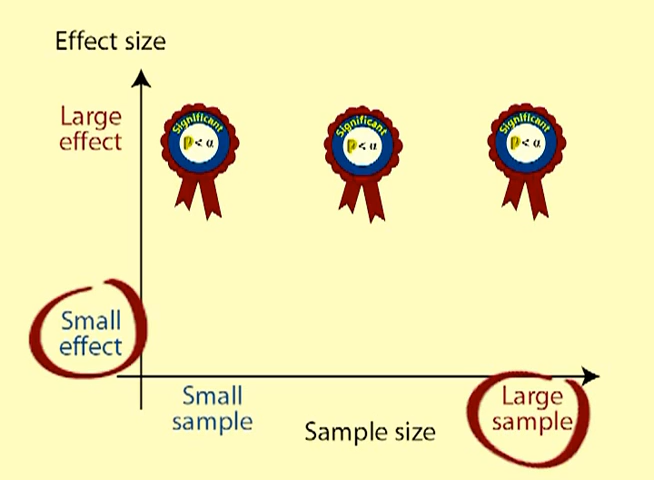 Effect size
Large
effect
Significant
p < α
Significant
p < α
Significant
p < α
Small
effect
Small
sample
Large
sample
Sample size